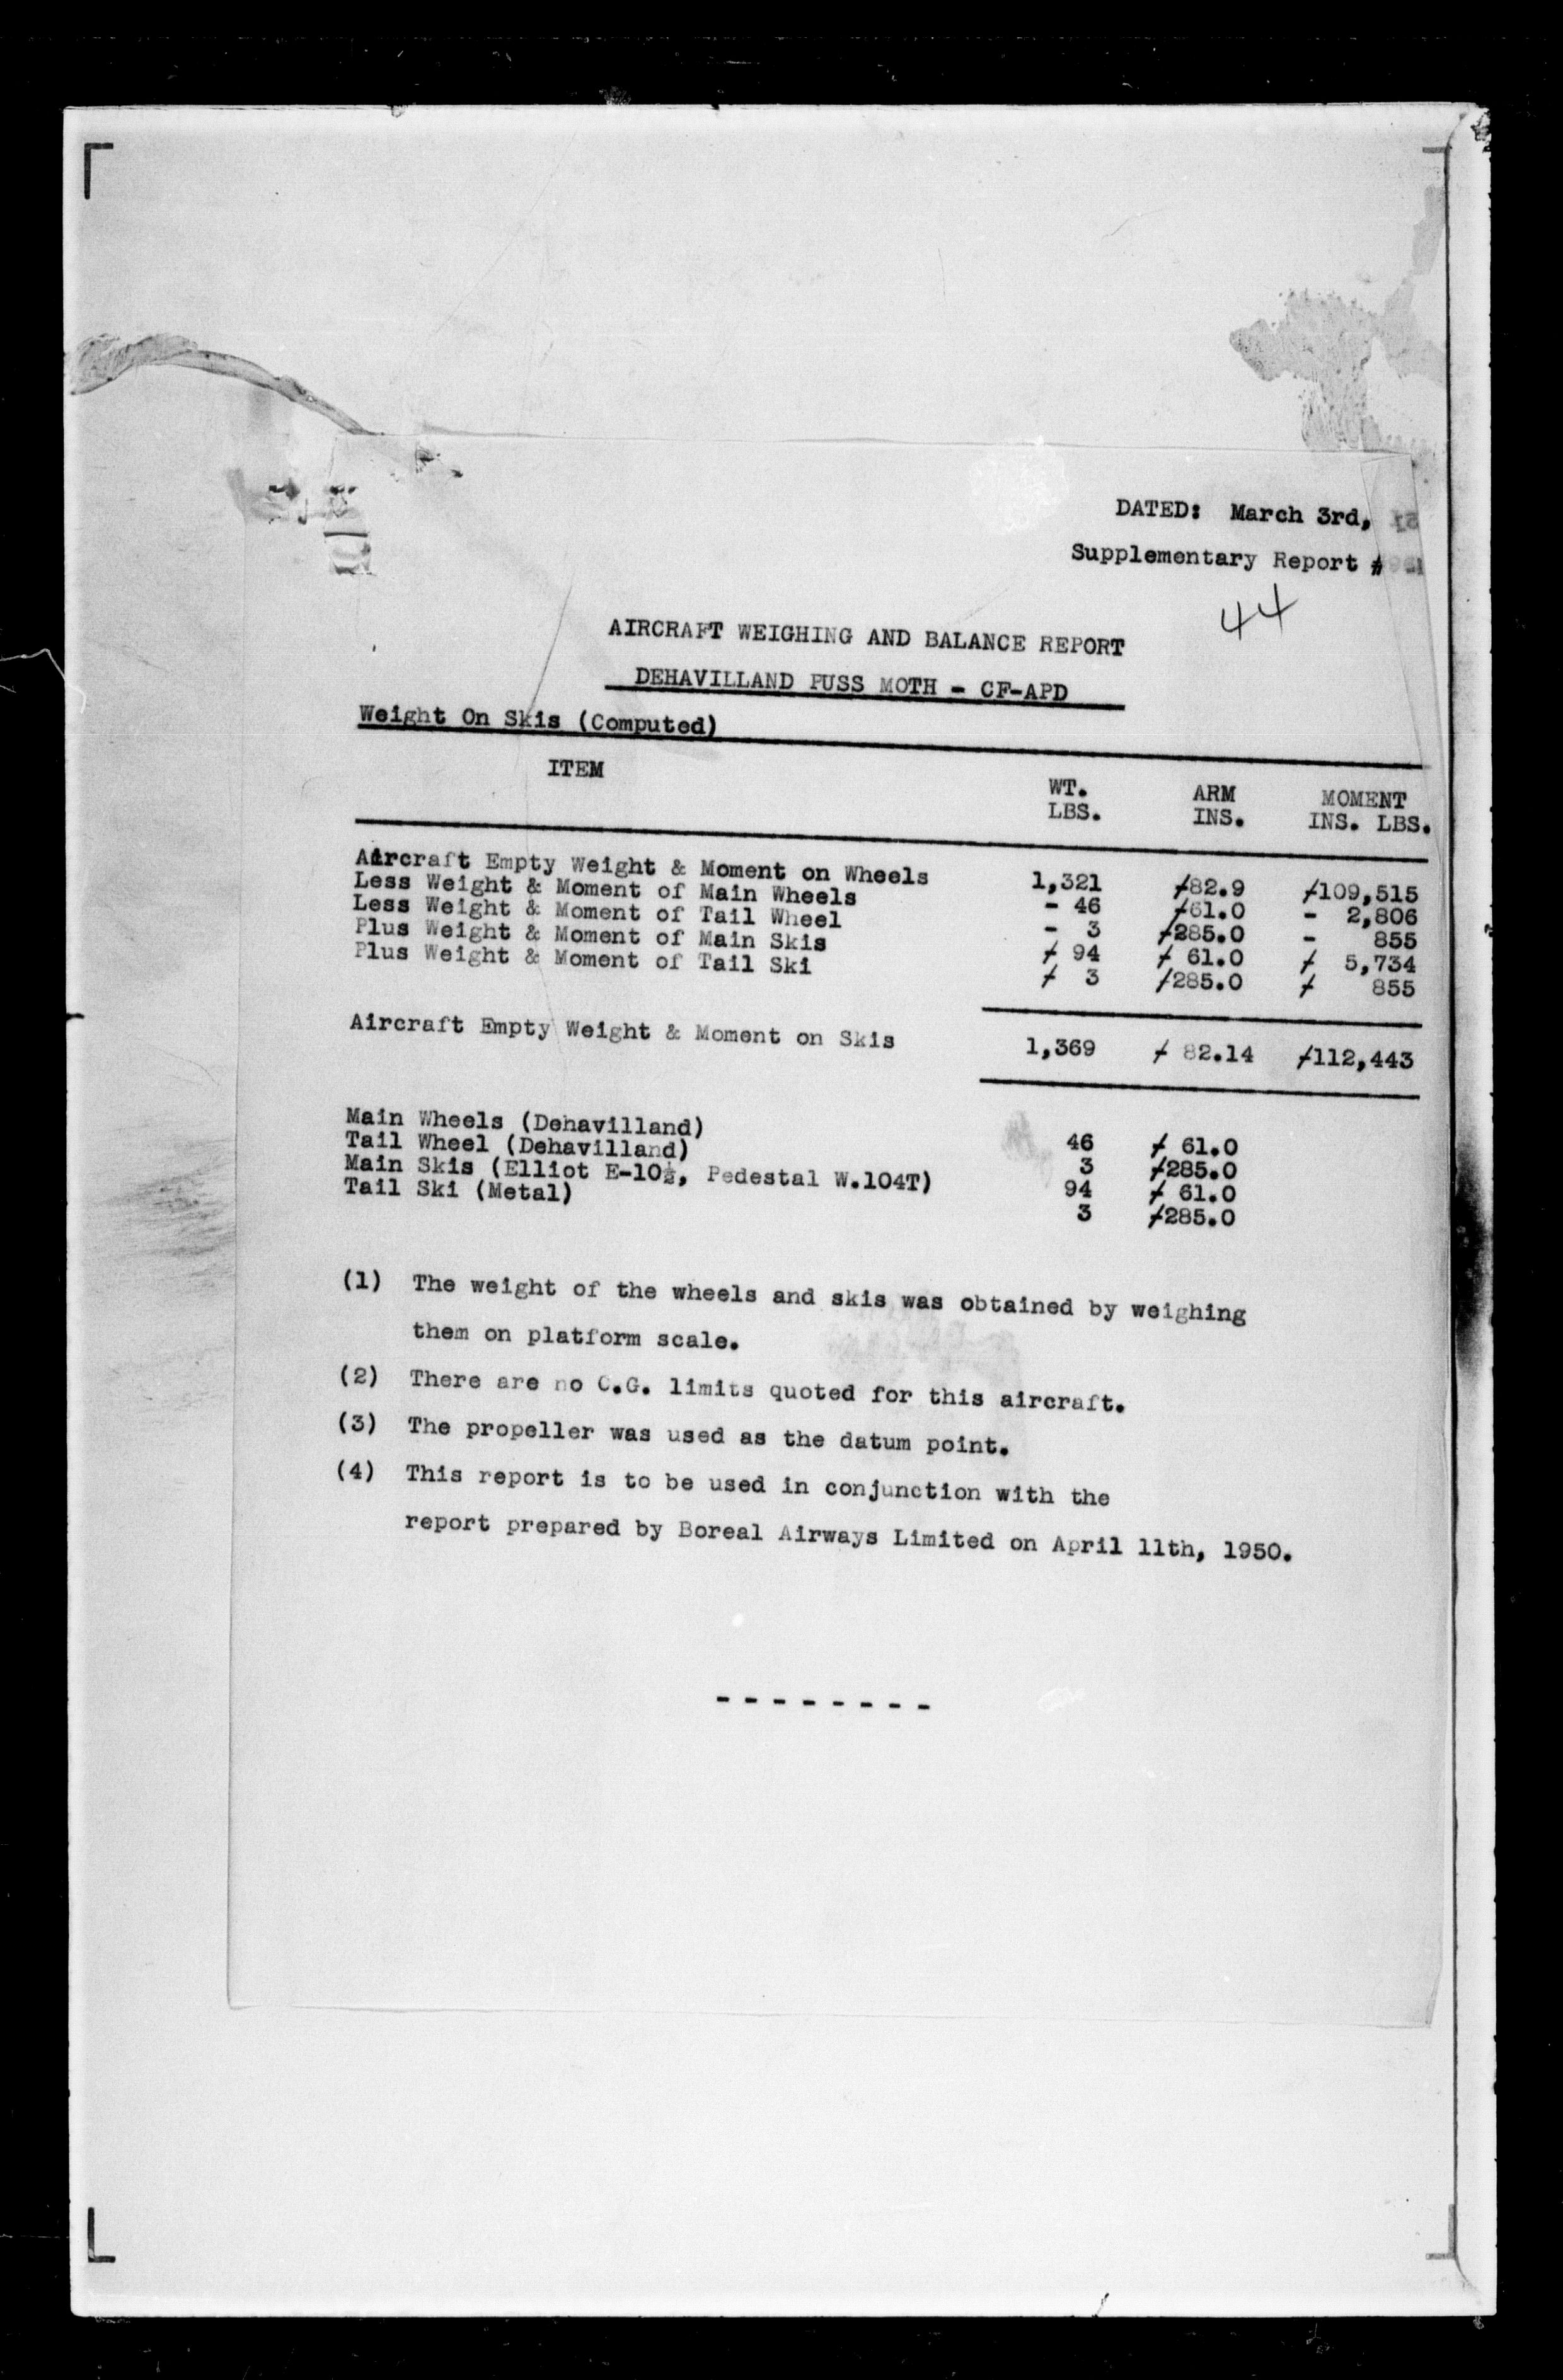 DATED: March 3rd,
Supplementary Report #
44
AIRCRAFT WEIGHING AND BALANCE REPORT
DEHAVILLAND PUSS MOTH - CF-APD
Weight On Skis (Computed)
ITEM WT. LBS. ARM INS. MOMENT INS. LBS.
Aircraft Empty Weight & Moment on Wheels 1,321 ≁82.9 ≁109,515
Less Weight & Moment of Main Wheels - 46 ≁61.0 - 2,806
Less Weight & Moment of Tail Wheel - 3 ≁285.0 - 855
Plus Weight & Moment of Main Skis ≁ 94 ≁ 61.0 ≁ 5,734
Plus Weight & Moment of Tail Ski ≁ 3 ≁285.0 ≁ 855
Aircraft Empty Weight & Moment on Skis 1,369 ≁ 82.14 ≁112,443
Main Wheels (Dehavilland) 46 ≁ 61.0
Tail Wheel (Dehavilland) 3 ≁285.0
Main Skis (Elliot E-10½, Pedestal W.104T) 94 ≁ 61.0
Tail Ski (Metal) 3 ≁285.0
(1) The weight of the wheels and skis was obtained by weighing
them on platform scale.
(2) There are no C.G. limits quoted for this aircraft.
(3) The propeller was used as the datum point.
(4) This report is to be used in conjunction with the
report prepared by Boreal Airways Limited on April 11th, 1950.
- - - - - - - -